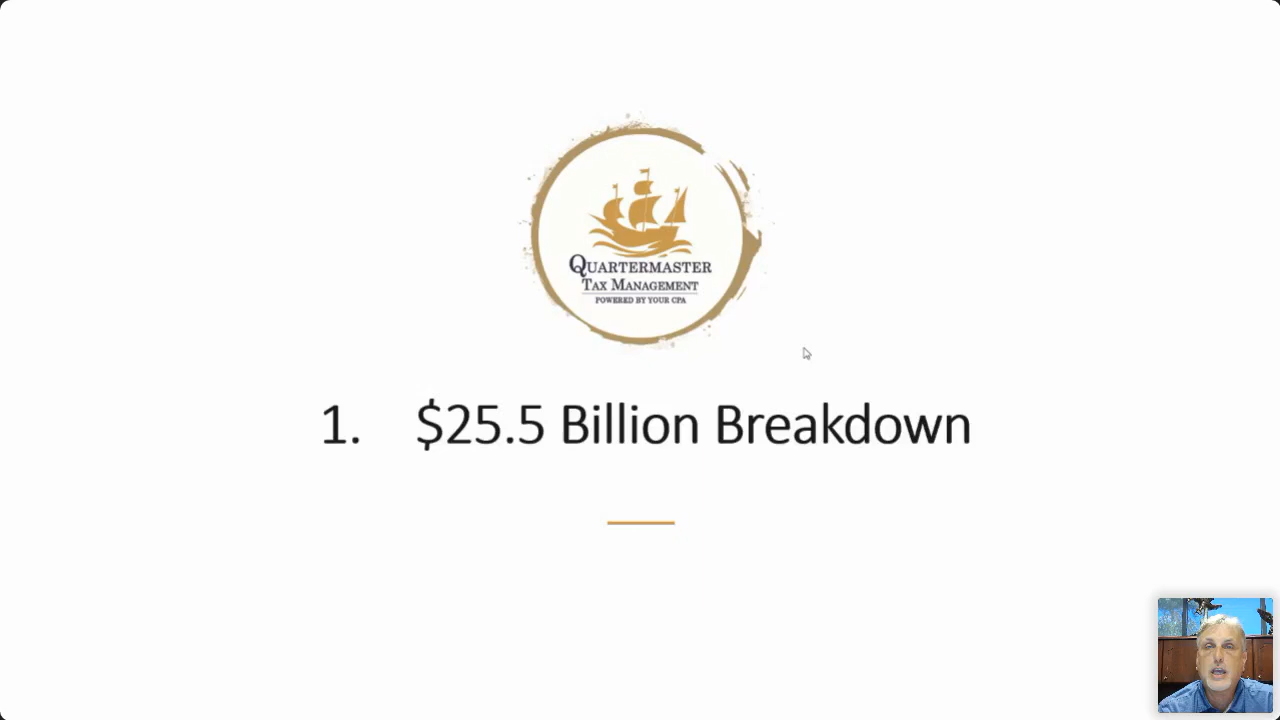 QUARTERMASTER
TAX MANAGEMENT
POWERED BY YOUR CPA
1. $25.5 Billion Breakdown